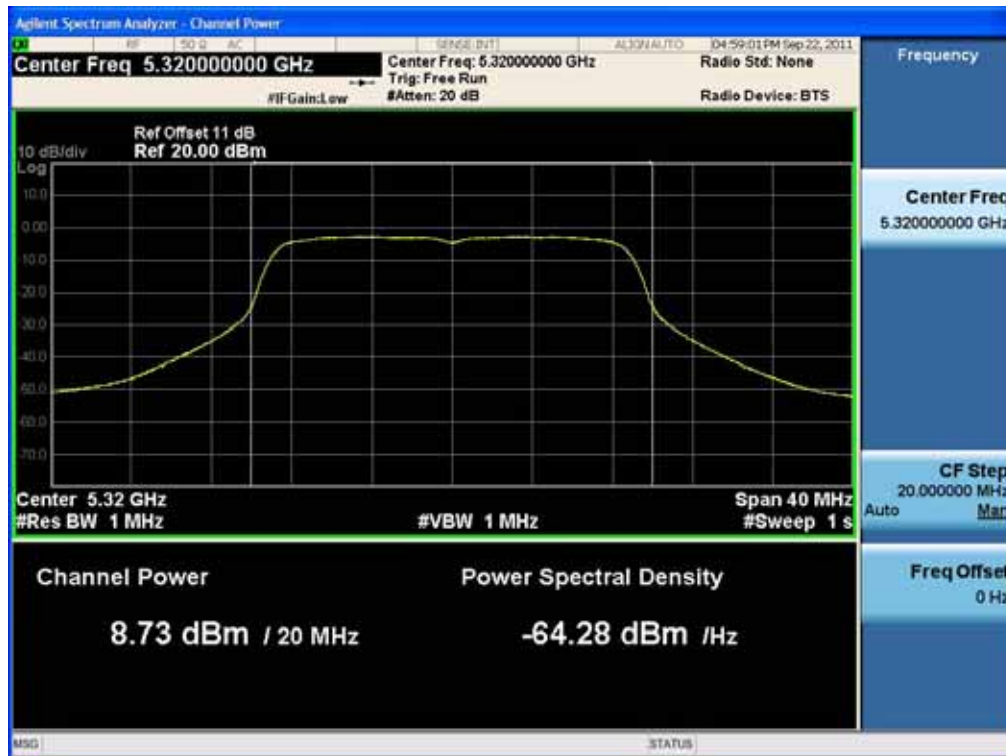 Agilent Spectrum Analyzer - Channel Power
RF 50 Ω AC SENSE:INT ALIGNAUTO 04:59:01 PM Sep 22, 2011
Center Freq 5.320000000 GHz
Center Freq: 5.320000000 GHz
Radio Std: None
Trig: Free Run
#IFGain:Low
#Atten: 20 dB
Radio Device: BTS
Ref Offset 11 dB
10 dB/div
Ref 20.00 dBm
Log
10.0
0.00
-10.0
-20.0
-30.0
-40.0
-50.0
-60.0
-70.0
Center 5.32 GHz
Span 40 MHz
#Res BW 1 MHz
#VBW 1 MHz
#Sweep 1 s
Channel Power
Power Spectral Density
8.73 dBm / 20 MHz
-64.28 dBm /Hz
MSG
STATUS
Frequency
Center Freq
5.320000000 GHz
CF Step
20.000000 MHz
Auto Man
Freq Offset
0 Hz